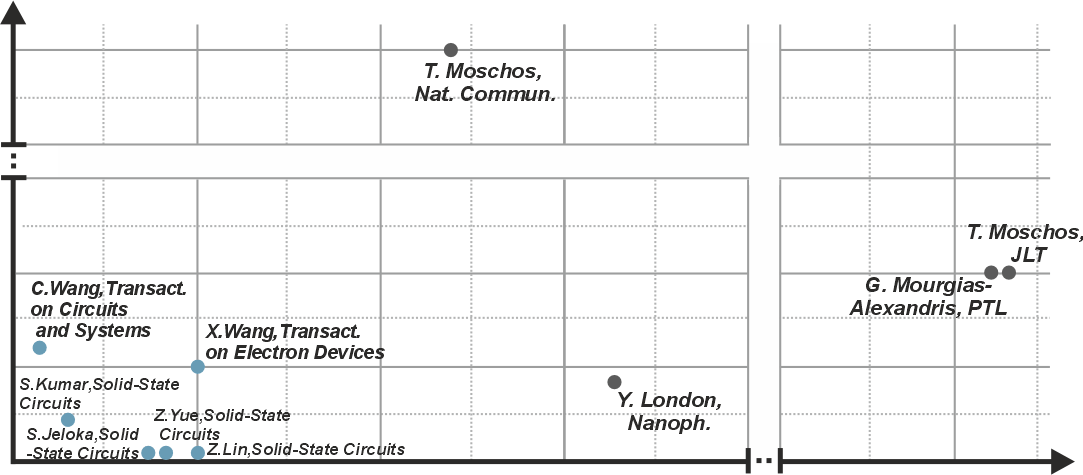 T. Moschos,
Nat. Commun.
T. Moschos,
JLT
G. Mourgias-
Alexandris, PTL
C.Wang,Transact.
on Circuits
and Systems
X.Wang,Transact.
on Electron Devices
S.Kumar,Solid-State
Circuits
Y. London,
Nanoph.
Z.Yue,Solid-State
Circuits
S.Jeloka,Solid
-State Circuits
Z.Lin,Solid-State Circuits